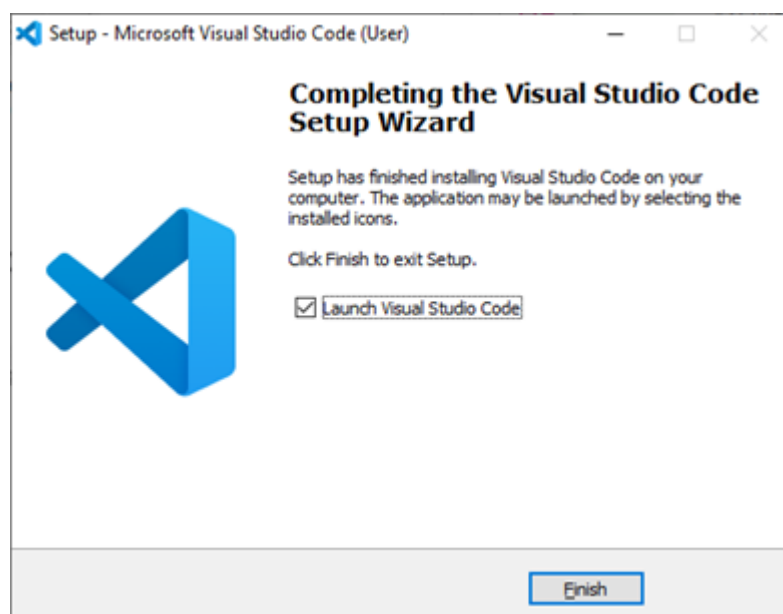 Setup - Microsoft Visual Studio Code (User)
Completing the Visual Studio Code
Setup Wizard
Setup has finished installing Visual Studio Code on your
computer. The application may be launched by selecting the
installed icons.
Click Finish to exit Setup.
Launch Visual Studio Code
Finish